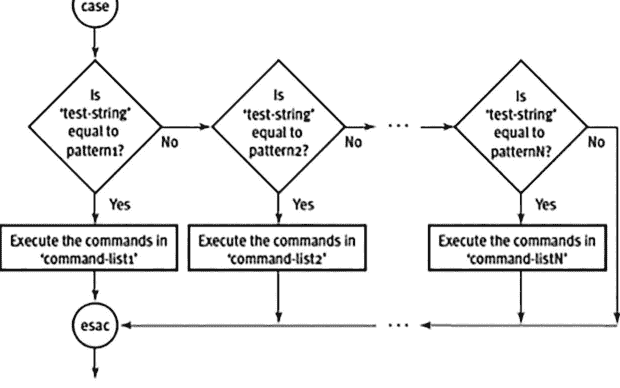 case
Is
'test-string'
equal to
pattern1?
No
Yes
Execute the commands in
'command-list1'
Is
'test-string'
equal to
pattern2?
No
Yes
Execute the commands in
'command-list2'
...
Is
'test-string'
equal to
patternN?
No
Yes
Execute the commands in
'command-listN'
esac
...